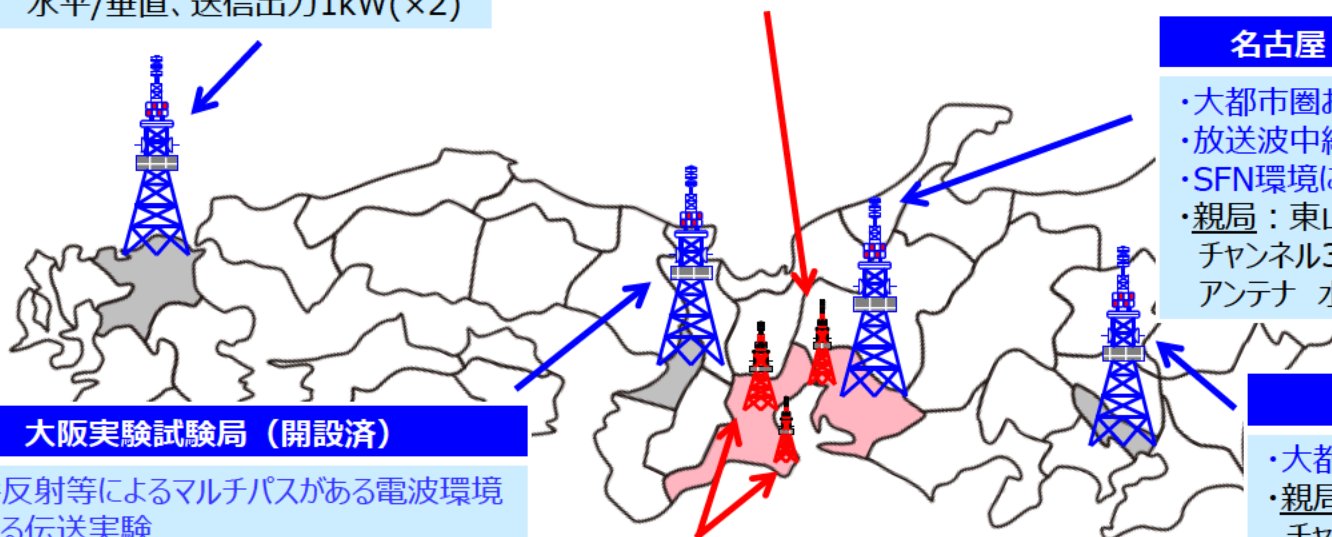 水平/垂直、送信出力1kW(×2)
名古屋
・大都市圏お
・放送波中継
・SFN環境に
・親局：東山
チャンネル3
アンテナ 水
大阪実験試験局（開設済）
反射等によるマルチパスがある電波環境
る伝送実験
・大都
・親局
チャ